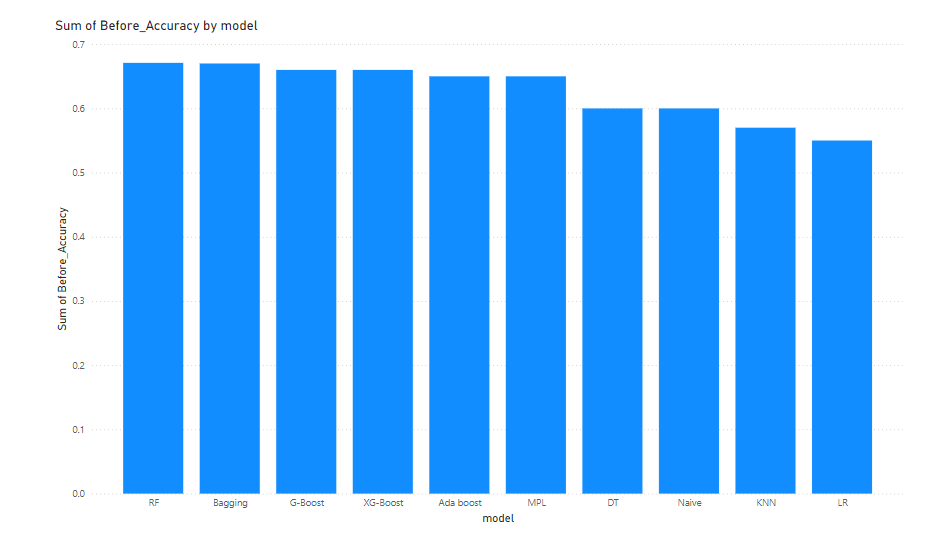 Sum of Before_Accuracy by model
0.7
0.6
0.5
0.4
0.3
0.2
0.1
0.0
Sum of Before_Accuracy
RF Bagging G-Boost XG-Boost Ada boost MPL DT Naive KNN LR
model